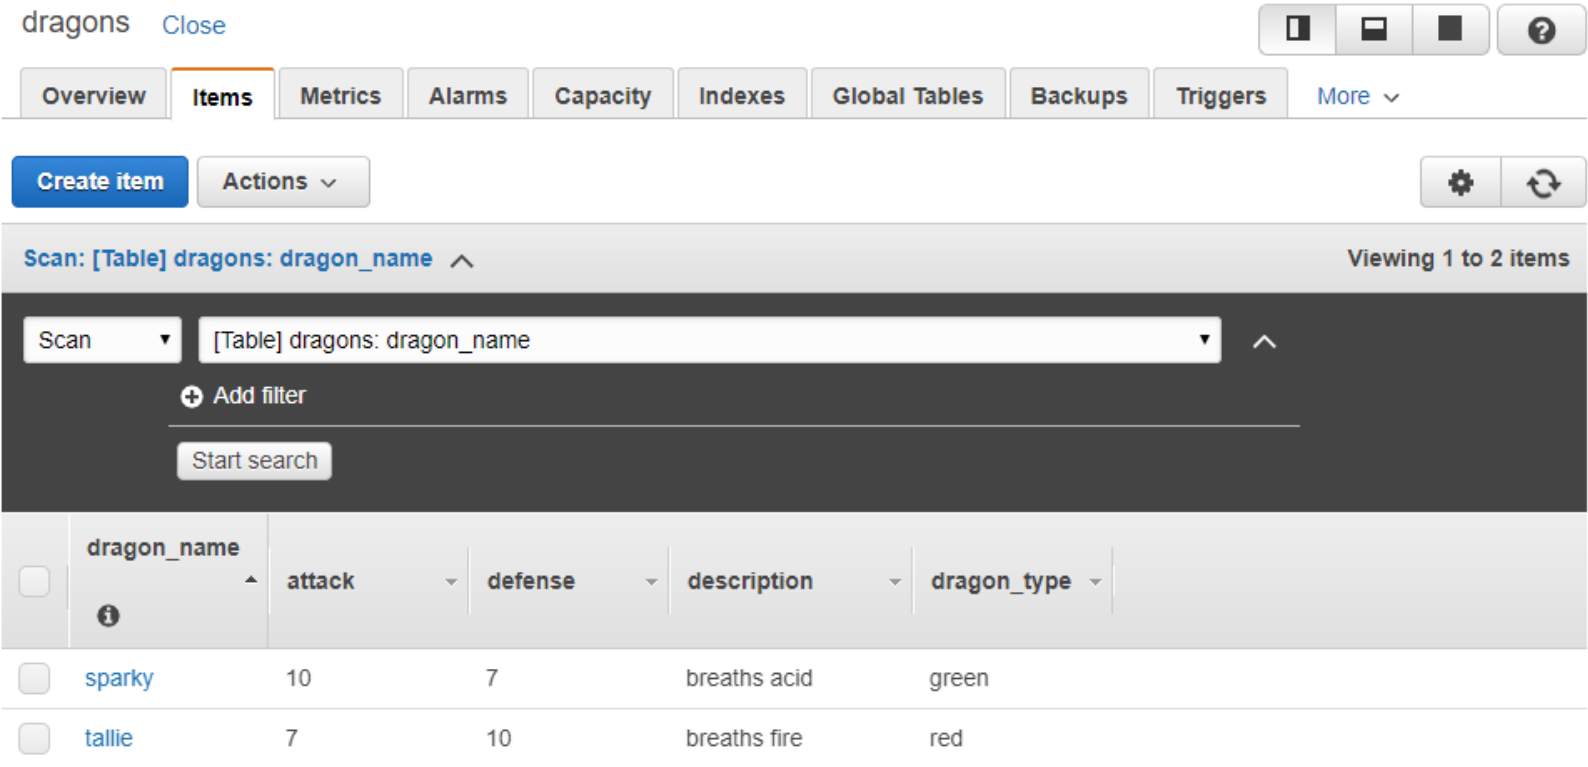 dragons Close
Overview Items Metrics Alarms Capacity Indexes Global Tables Backups Triggers More
Create item Actions
Scan: [Table] dragons: dragon_name Viewing 1 to 2 items
Scan [Table] dragons: dragon_name
Add filter
Start search
dragon_name attack defense description dragon_type
sparky 10 7 breaths acid green
tallie 7 10 breaths fire red